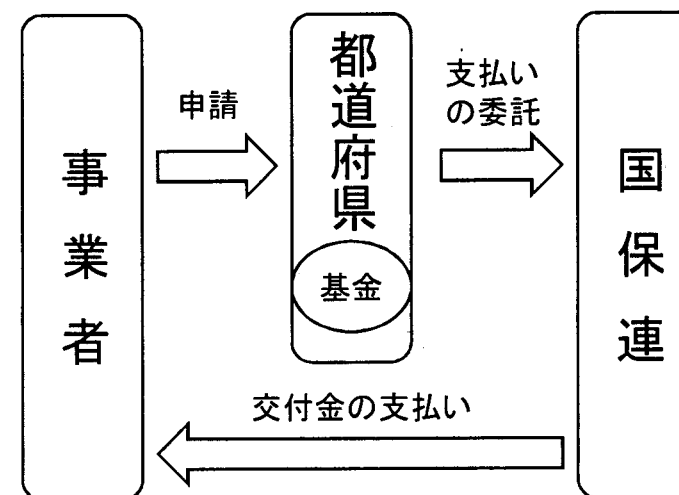 事業者
申請
都道府県
基金
支払い
の委託
国保連
交付金の支払い